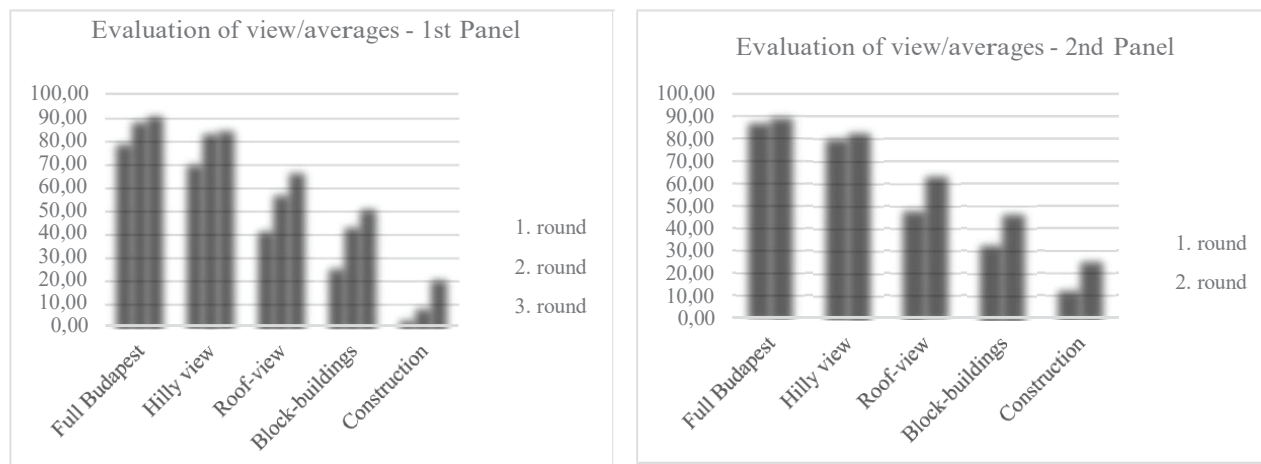 Evaluation of view/averages - 1st Panel
100,00
90,00
80,00
70,00
60,00
50,00
40,00
30,00
20,00
10,00
0,00
Full Budapest
Hilly view
Roof-view
Block-buildings
Construction
1. round
2. round
3. round
Evaluation of view/averages - 2nd Panel
100,00
90,00
80,00
70,00
60,00
50,00
40,00
30,00
20,00
10,00
0,00
Full Budapest
Hilly view
Roof-view
Block-buildings
Construction
1. round
2. round